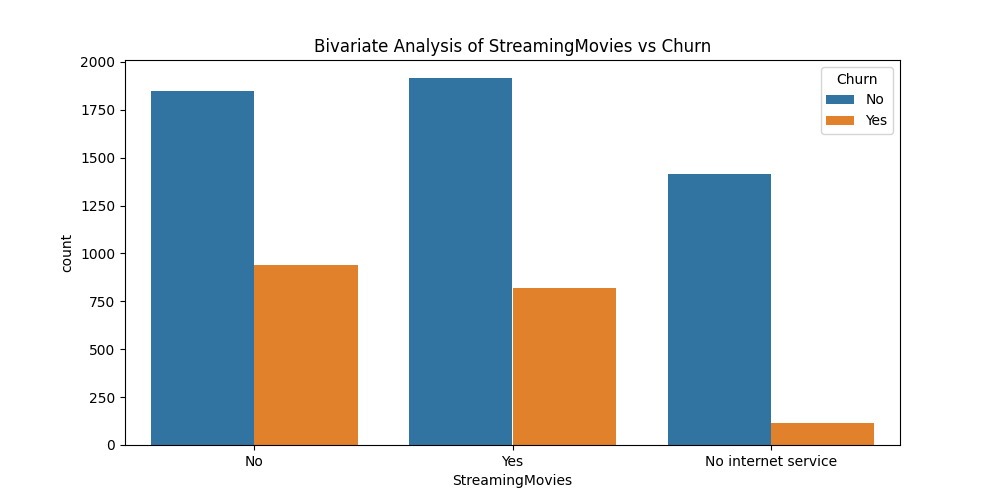 Bivariate Analysis of StreamingMovies vs Churn
2000
1750
1500
1250
1000
750
500
250
0
count
Churn
No
Yes
No
Yes
No internet service
StreamingMovies